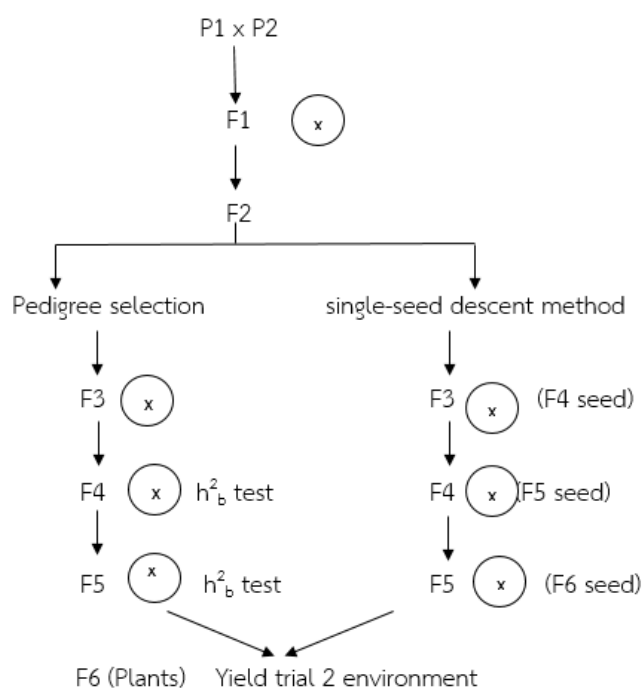 P1 x P2
F1 x
F2
Pedigree selection single-seed descent method
F3 x F3 x (F4 seed)
F4 x h²b test F4 x (F5 seed)
F5 x h²b test F5 x (F6 seed)
F6 (Plants) Yield trial 2 environment